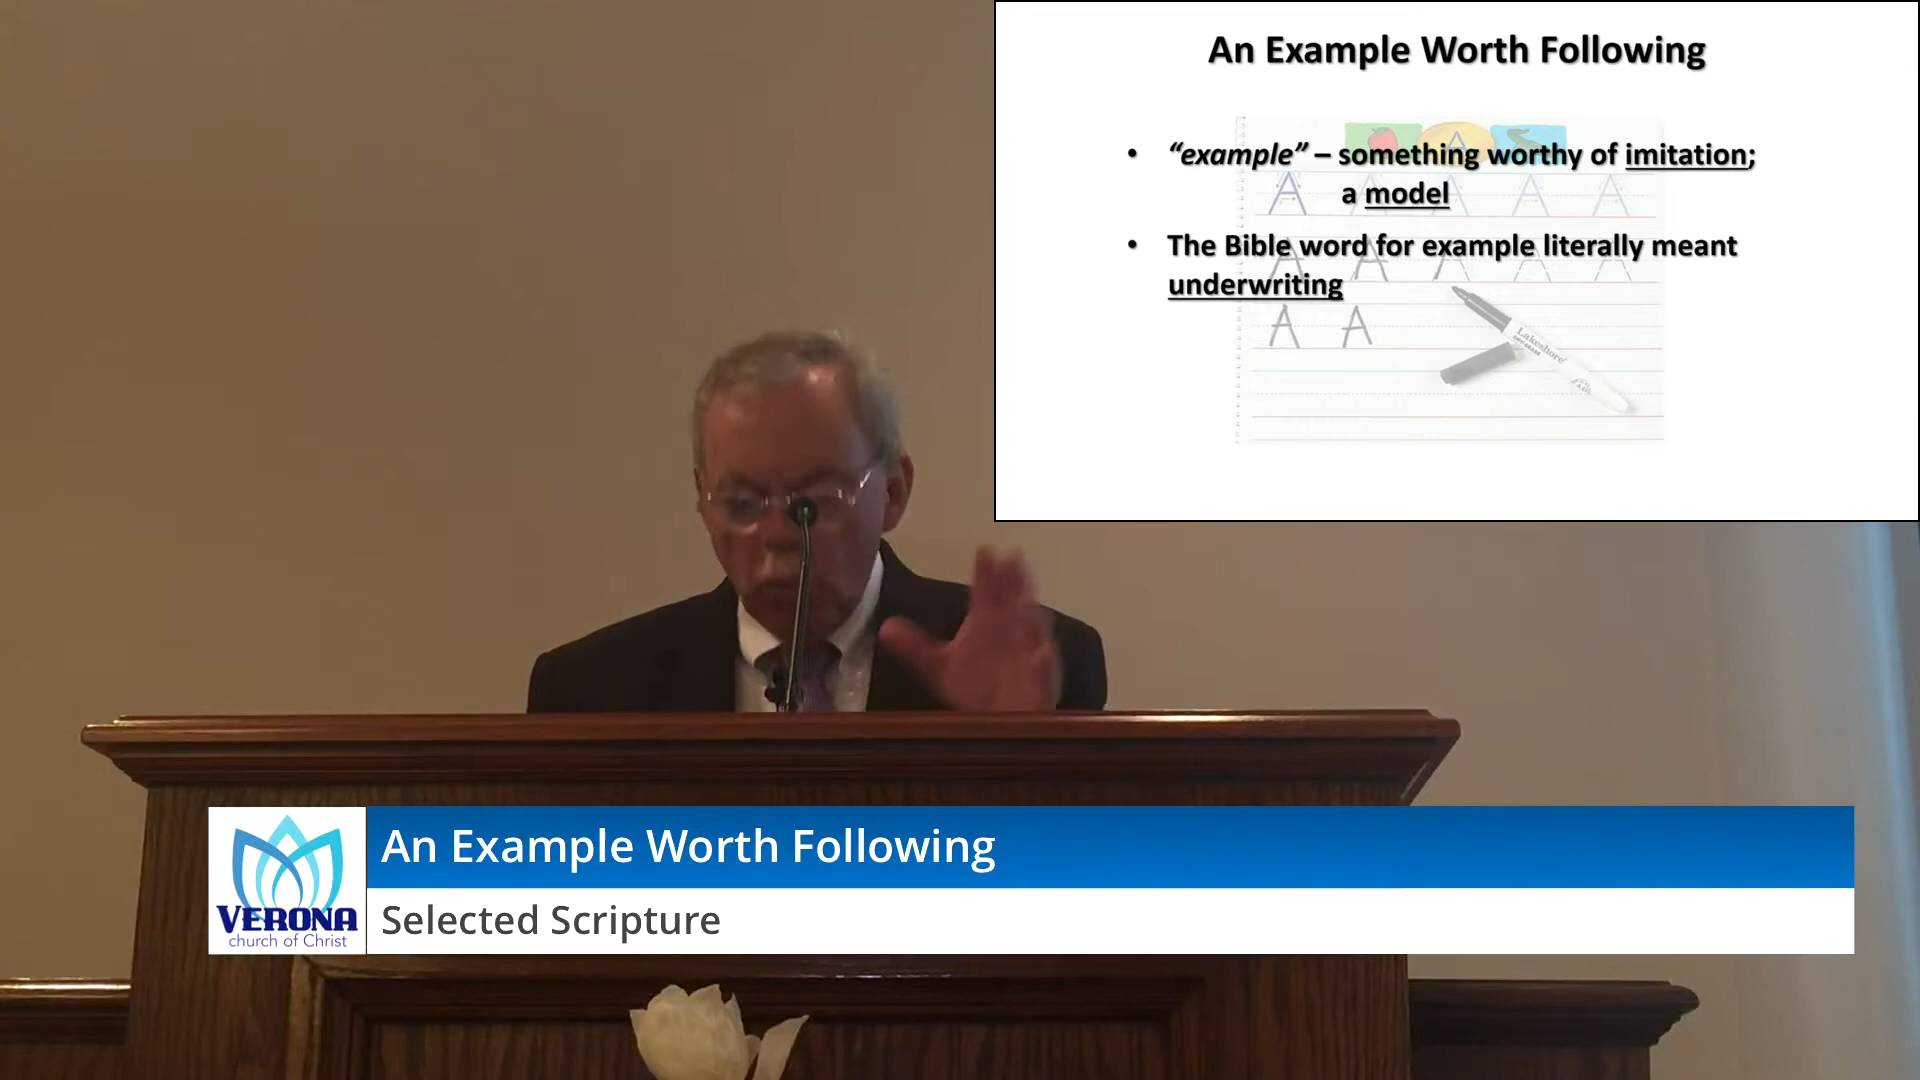 An Example Worth Following
• “example” – something worthy of imitation;
a model
• The Bible word for example literally meant
underwriting
A A A A A
A A A A A
A A
Lakeshore
An Example Worth Following
VERONA
church of Christ
Selected Scripture